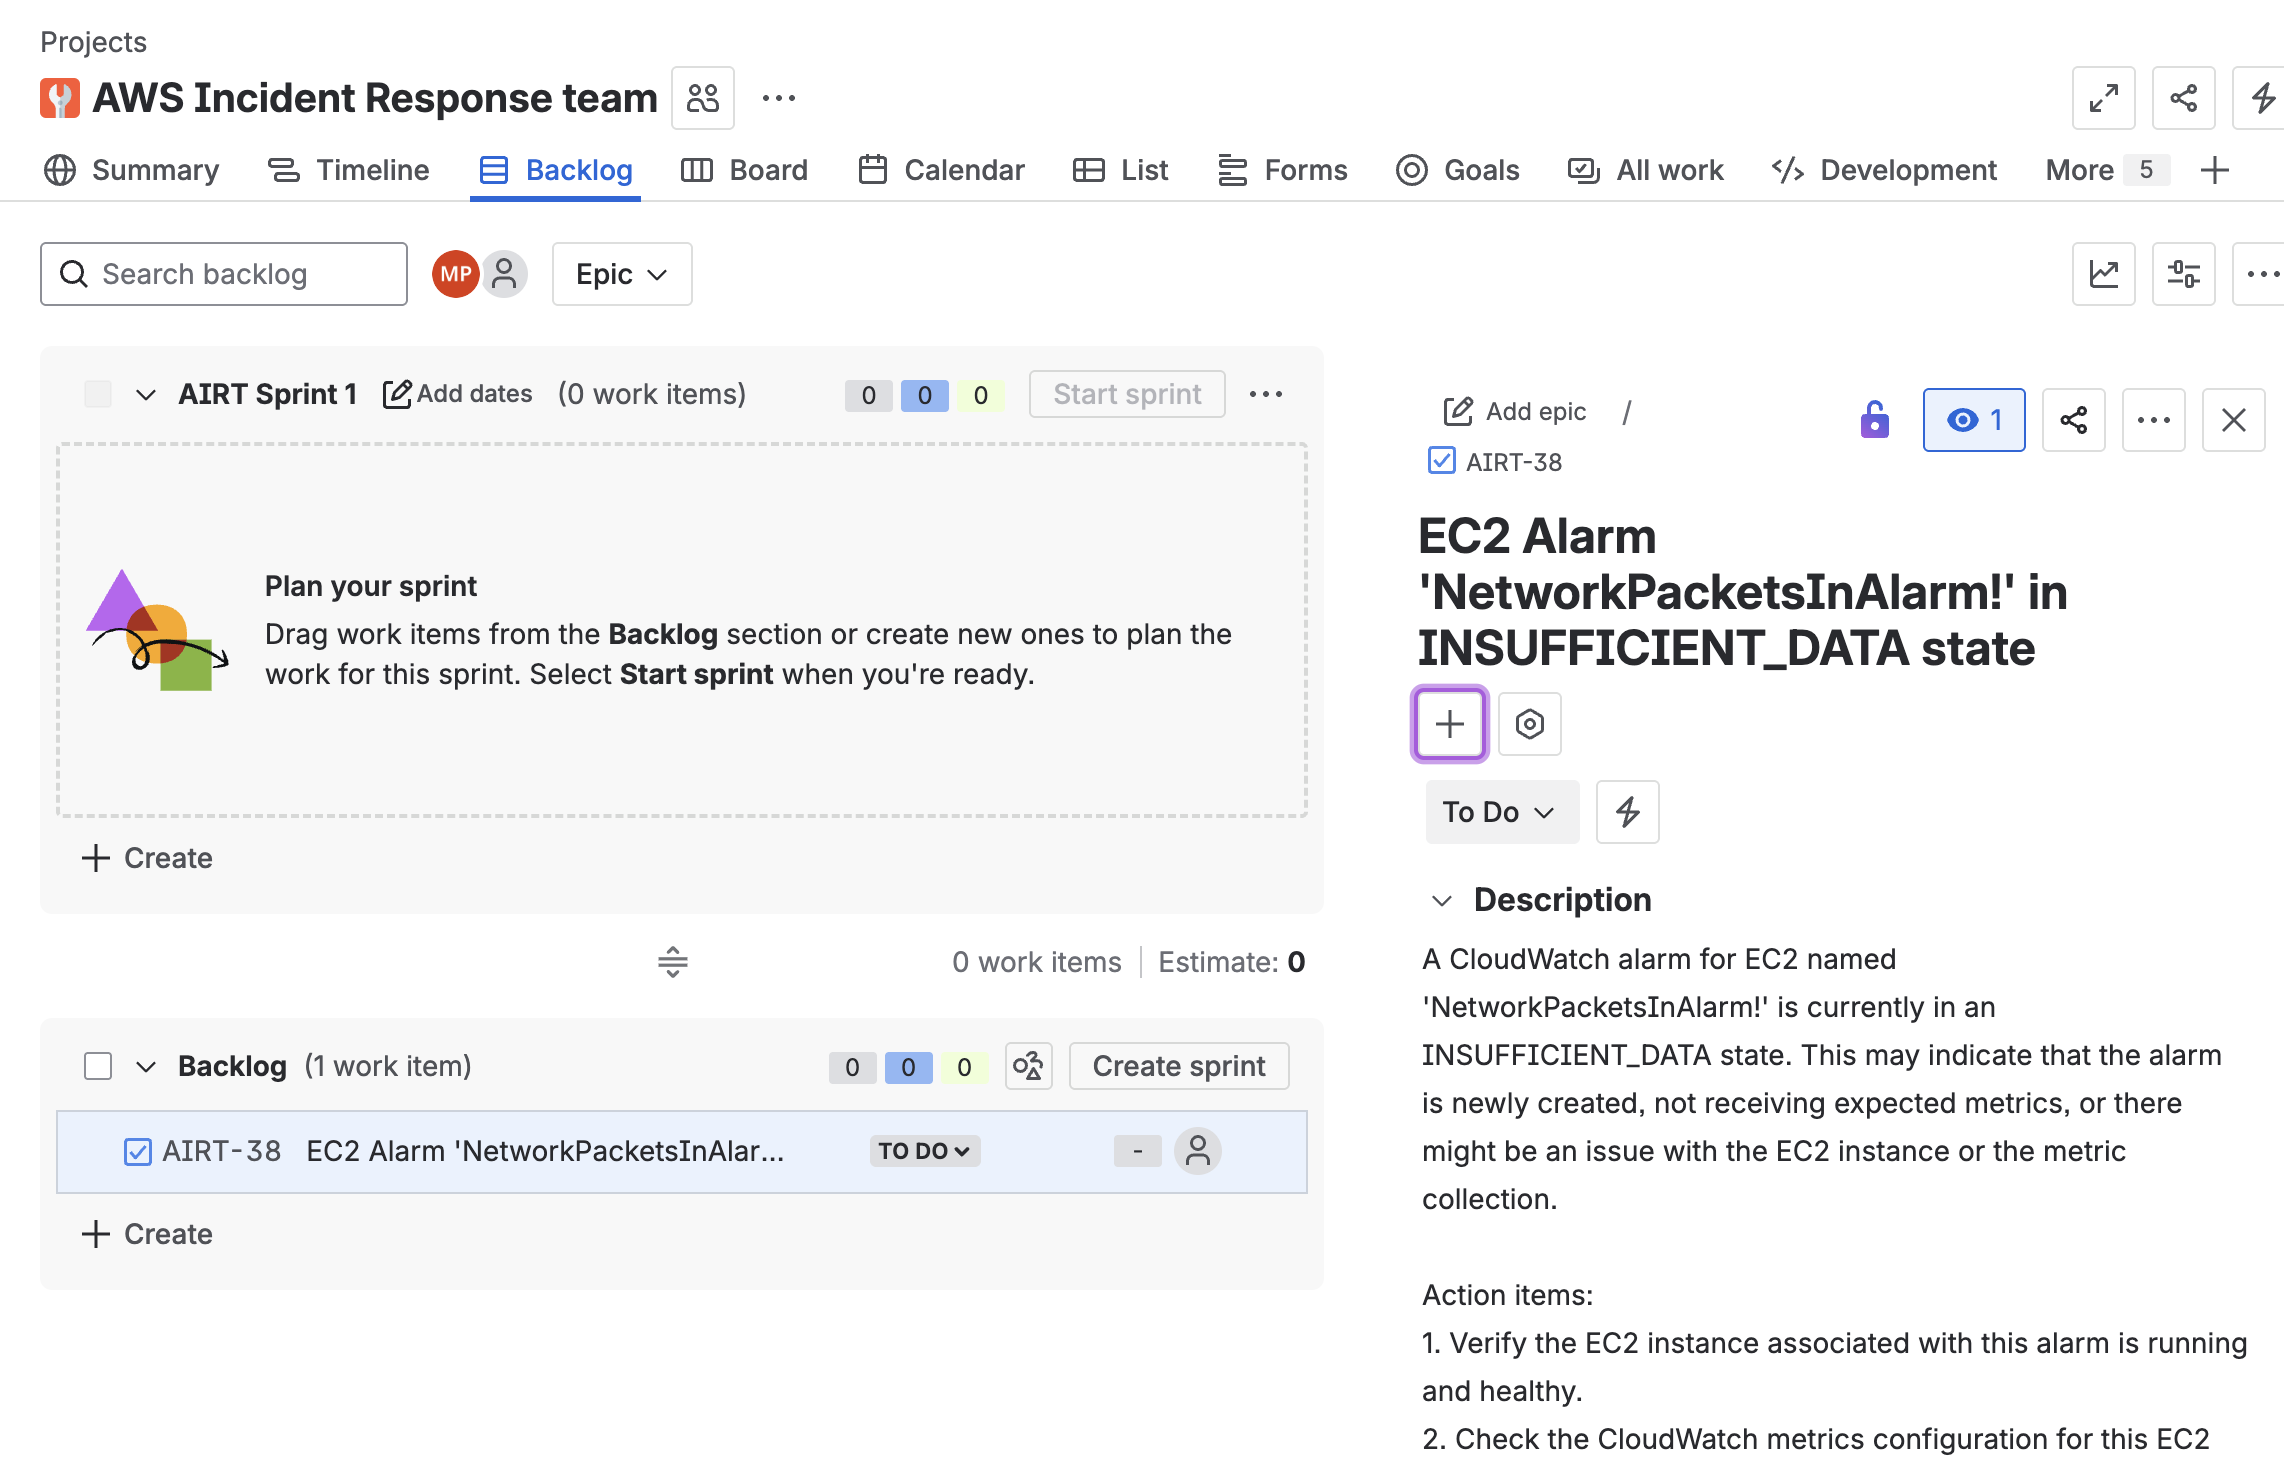 Projects
AWS Incident Response team
Summary
Timeline
Backlog
Board
Calendar
List
Forms
Goals
All work
Development
More 5
Search backlog
MP
Epic
AIRT Sprint 1 Add dates (0 work items)
0 0 0
Start sprint
Plan your sprint
Drag work items from the Backlog section or create new ones to plan the
work for this sprint. Select Start sprint when you're ready.
Create
0 work items Estimate: 0
Backlog (1 work item)
0 0 0
Create sprint
AIRT-38 EC2 Alarm 'NetworkPacketsInAlar... TO DO -
Create
Add epic /
1
AIRT-38
EC2 Alarm
'NetworkPacketsInAlarm!' in
INSUFFICIENT_DATA state
To Do
Description
A CloudWatch alarm for EC2 named
'NetworkPacketsInAlarm!' is currently in an
INSUFFICIENT_DATA state. This may indicate that the alarm
is newly created, not receiving expected metrics, or there
might be an issue with the EC2 instance or the metric
collection.
Action items:
1. Verify the EC2 instance associated with this alarm is running
and healthy.
2. Check the CloudWatch metrics configuration for this EC2